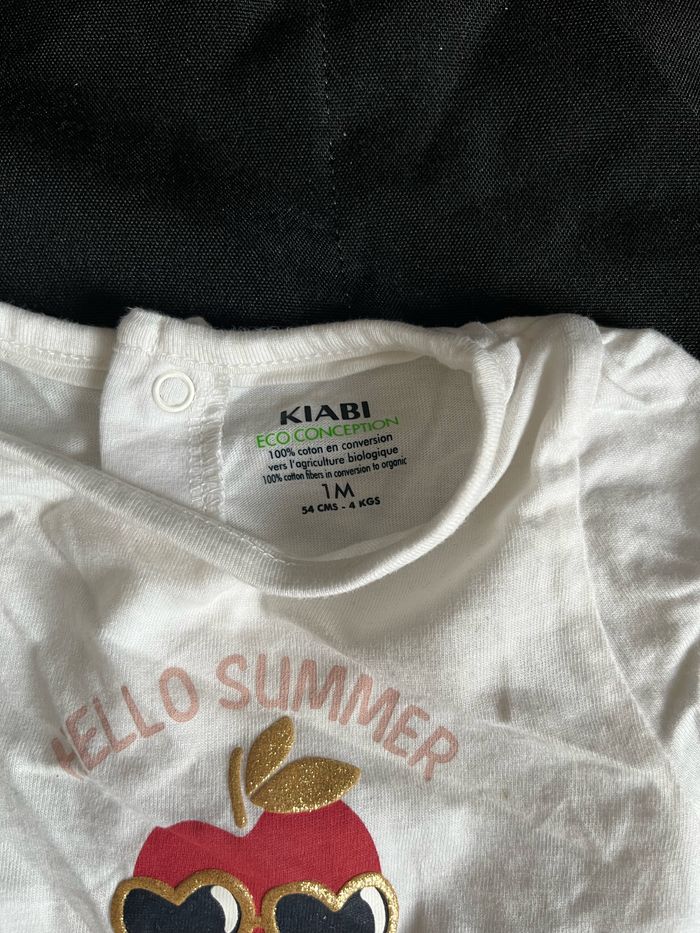 KIABI
ECO CONCEPTION
100% coton en conversion
vers l'agriculture biologique
100% cotton fibers in conversion to organic
1M
54 CMS - 4 KGS
HELLO SUMMER